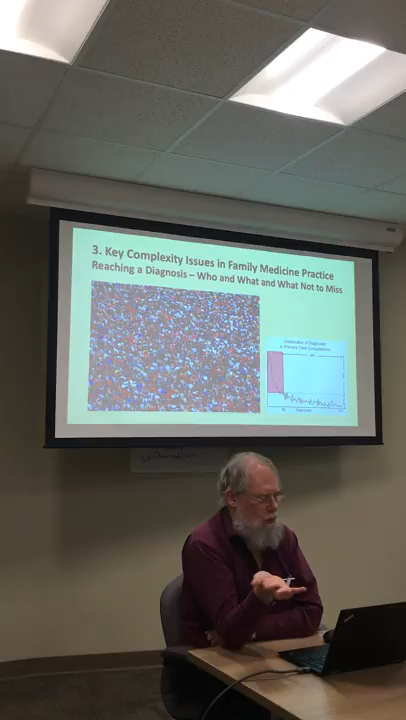 3. Key Complexity Issues in Family Medicine Practice
Reaching a Diagnosis – Who and What and What Not to Miss
Distribution of Diagnoses
in Primary Care Consultations
Diagnoses